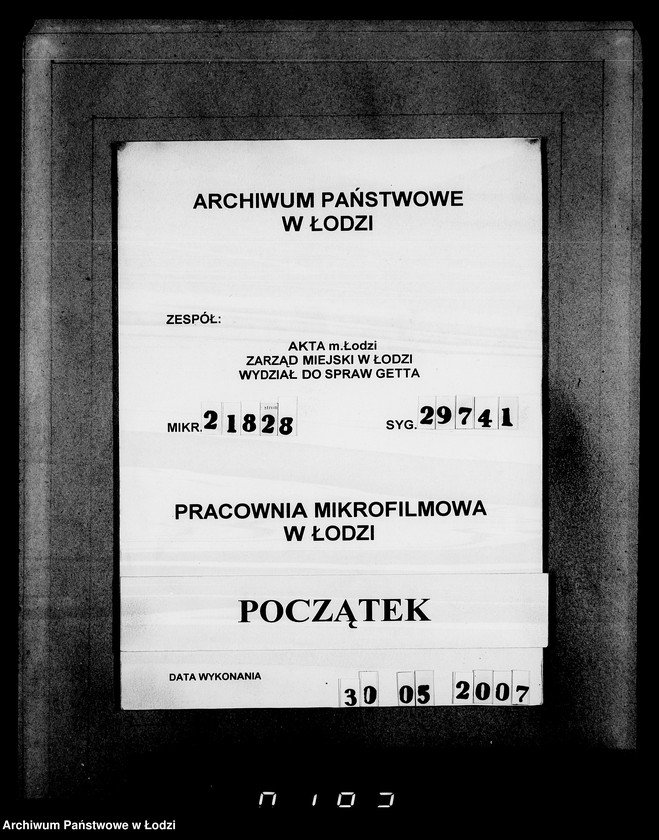 ARCHIWUM PAŃSTWOWE
W ŁODZI
ZESPÓŁ:
AKTA m.Łodzi
ZARZĄD MIEJSKI W ŁODZI
WYDZIAŁ DO SPRAW GETTA
MIKR. 21828 SYG. 29741
PRACOWNIA MIKROFILMOWA
W ŁODZI
POCZĄTEK
DATA WYKONANIA 30 05 2007
Archiwum Państwowe w Łodzi